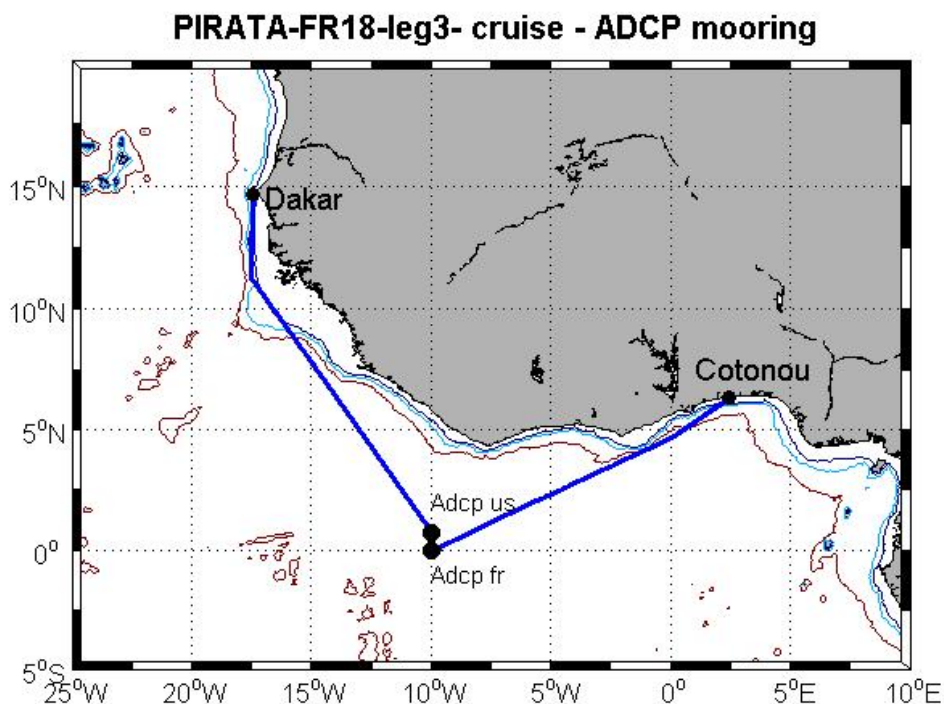 PIRATA-FR18-leg3- cruise - ADCP mooring
15°N
Dakar
10°N
Cotonou
5°N
Adcp us
0°
Adcp fr
5°S
25°W 20°W 15°W 10°W 5°W 0° 5°E 10°E